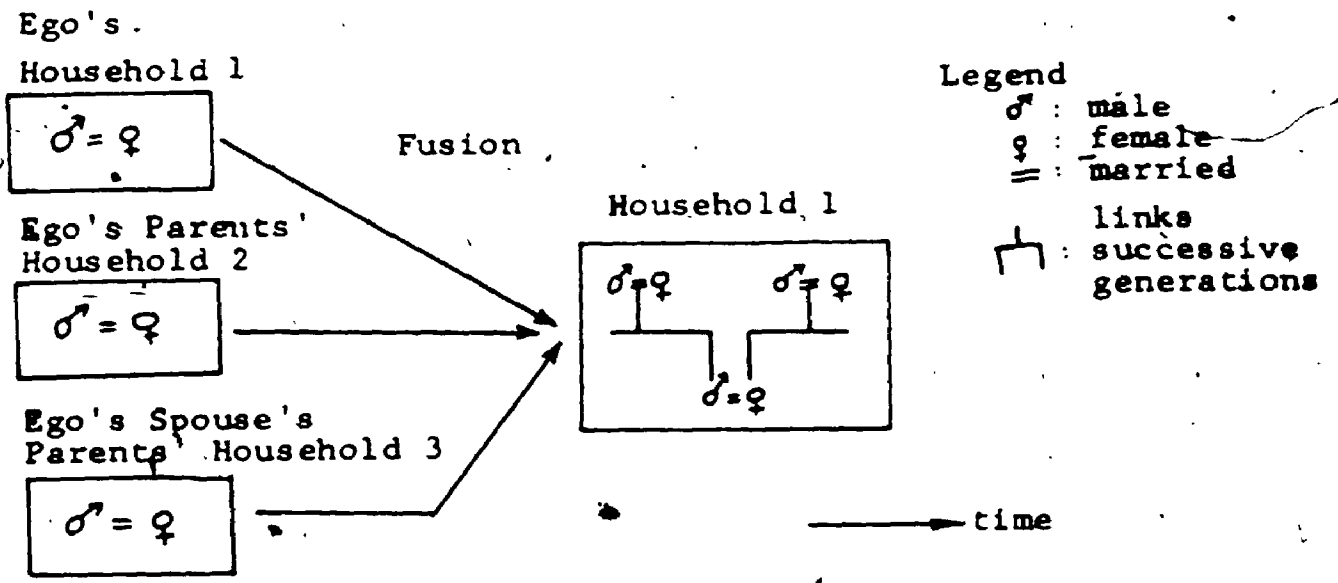 Ego's
Household 1
♂ = ♀
Fusion
Ego's Parents'
Household 2
♂ = ♀
Ego's Spouse's
Parents' Household 3
♂ = ♀
Household 1
♂=♀ ♂=♀
♂=♀
time
Legend
♂ : male
♀ : female
= : married
links
: successive
generations